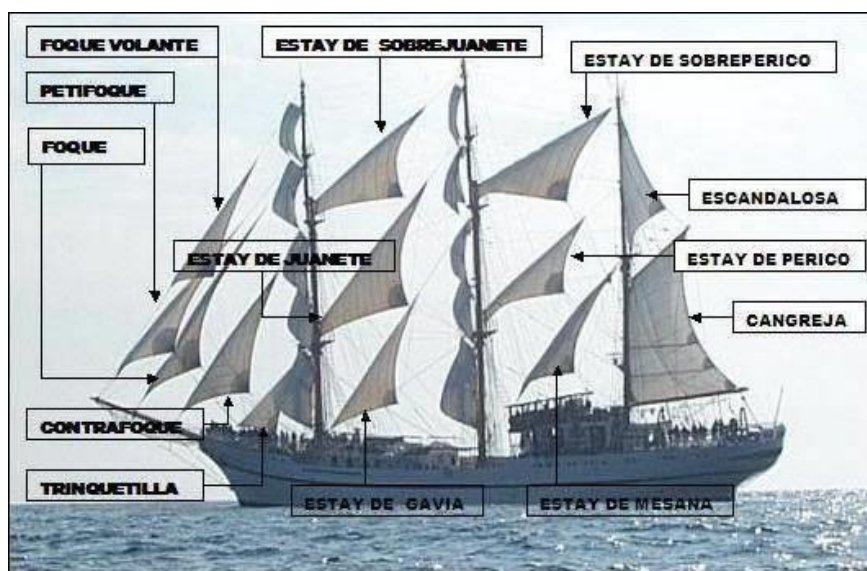 FOQUE VOLANTE
ESTAY DE SOBREJUANETE
ESTAY DE SOBREPERICO
PETIFOQUE
FOQUE
ESCANDALOSA
ESTAY DE JUANETE
ESTAY DE PERICO
CANGREJA
CONTRAFOQUE
TRINQUETILLA
ESTAY DE GAVIA
ESTAY DE MESANA